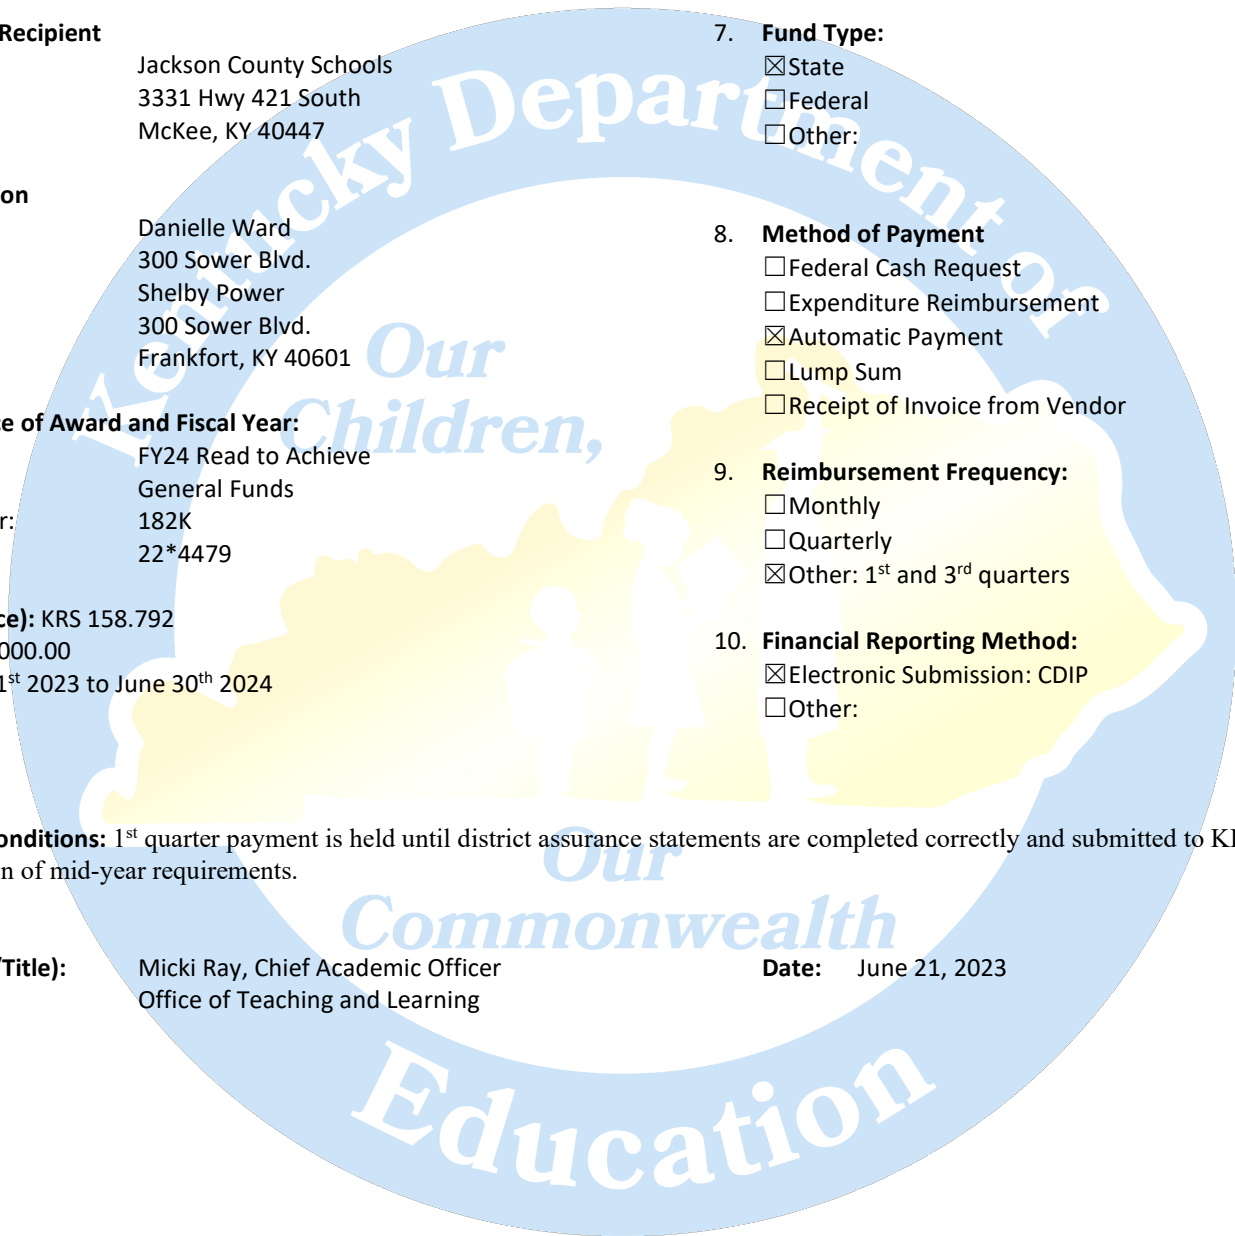 Recipient
Jackson County Schools
3331 Hwy 421 South
McKee, KY 40447
on
Danielle Ward
300 Sower Blvd.
Shelby Power
300 Sower Blvd.
Frankfort, KY 40601
ce of Award and Fiscal Year:
FY24 Read to Achieve
General Funds
r: 182K
22*4479
ce): KRS 158.792
000.00
1st 2023 to June 30th 2024
7. Fund Type:
☒State
☐Federal
☐Other:
8. Method of Payment
☐Federal Cash Request
☐Expenditure Reimbursement
☒Automatic Payment
☐Lump Sum
☐Receipt of Invoice from Vendor
9. Reimbursement Frequency:
☐Monthly
☐Quarterly
☒Other: 1st and 3rd quarters
10. Financial Reporting Method:
☒Electronic Submission: CDIP
☐Other:
onditions: 1st quarter payment is held until district assurance statements are completed correctly and submitted to
n of mid-year requirements.
/Title): Micki Ray, Chief Academic Officer
Office of Teaching and Learning
Date: June 21, 2023
Kentucky Department of
Education
Our
Children,
Our
Commonwealth